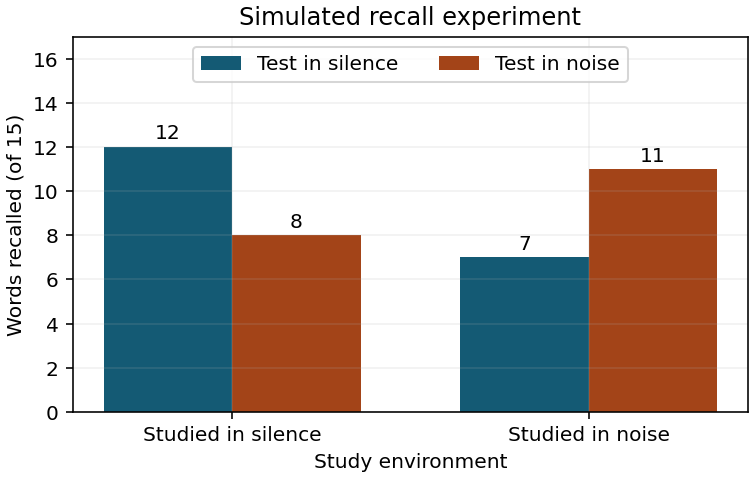 Simulated recall experiment
Test in silence Test in noise
Words recalled (of 15)
16
14
12
10
8
6
4
2
0
12
8
7
11
Studied in silence Studied in noise
Study environment